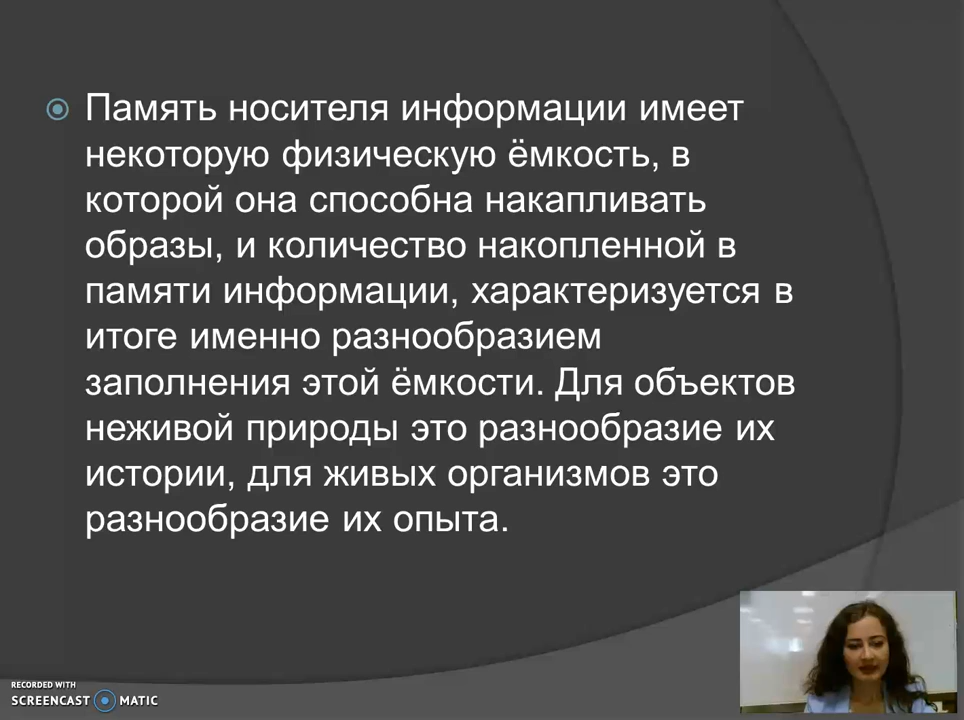 Память носителя информации имеет
некоторую физическую ёмкость, в
которой она способна накапливать
образы, и количество накопленной в
памяти информации, характеризуется в
итоге именно разнообразием
заполнения этой ёмкости. Для объектов
неживой природы это разнообразие их
истории, для живых организмов это
разнообразие их опыта.
RECORDED WITH
SCREENCAST MATIC